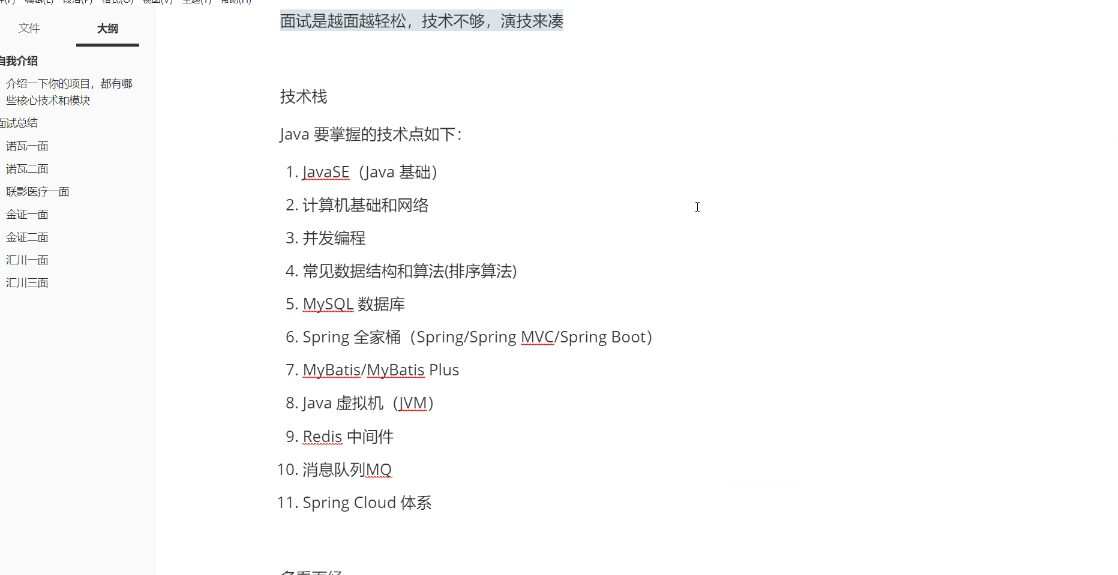 文件
大纲
自我介绍
介绍一下你的项目，都有哪
些核心技术和模块
面试总结
诺瓦一面
诺瓦二面
联影医疗一面
金证一面
金证二面
汇川一面
汇川三面
面试是越面越轻松，技术不够，演技来凑
技术栈
Java 要掌握的技术点如下：
1. JavaSE（Java 基础）
2. 计算机基础和网络
3. 并发编程
4. 常见数据结构和算法(排序算法)
5. MySQL 数据库
6. Spring 全家桶（Spring/Spring MVC/Spring Boot）
7. MyBatis/MyBatis Plus
8. Java 虚拟机（JVM）
9. Redis 中间件
10. 消息队列MQ
11. Spring Cloud 体系